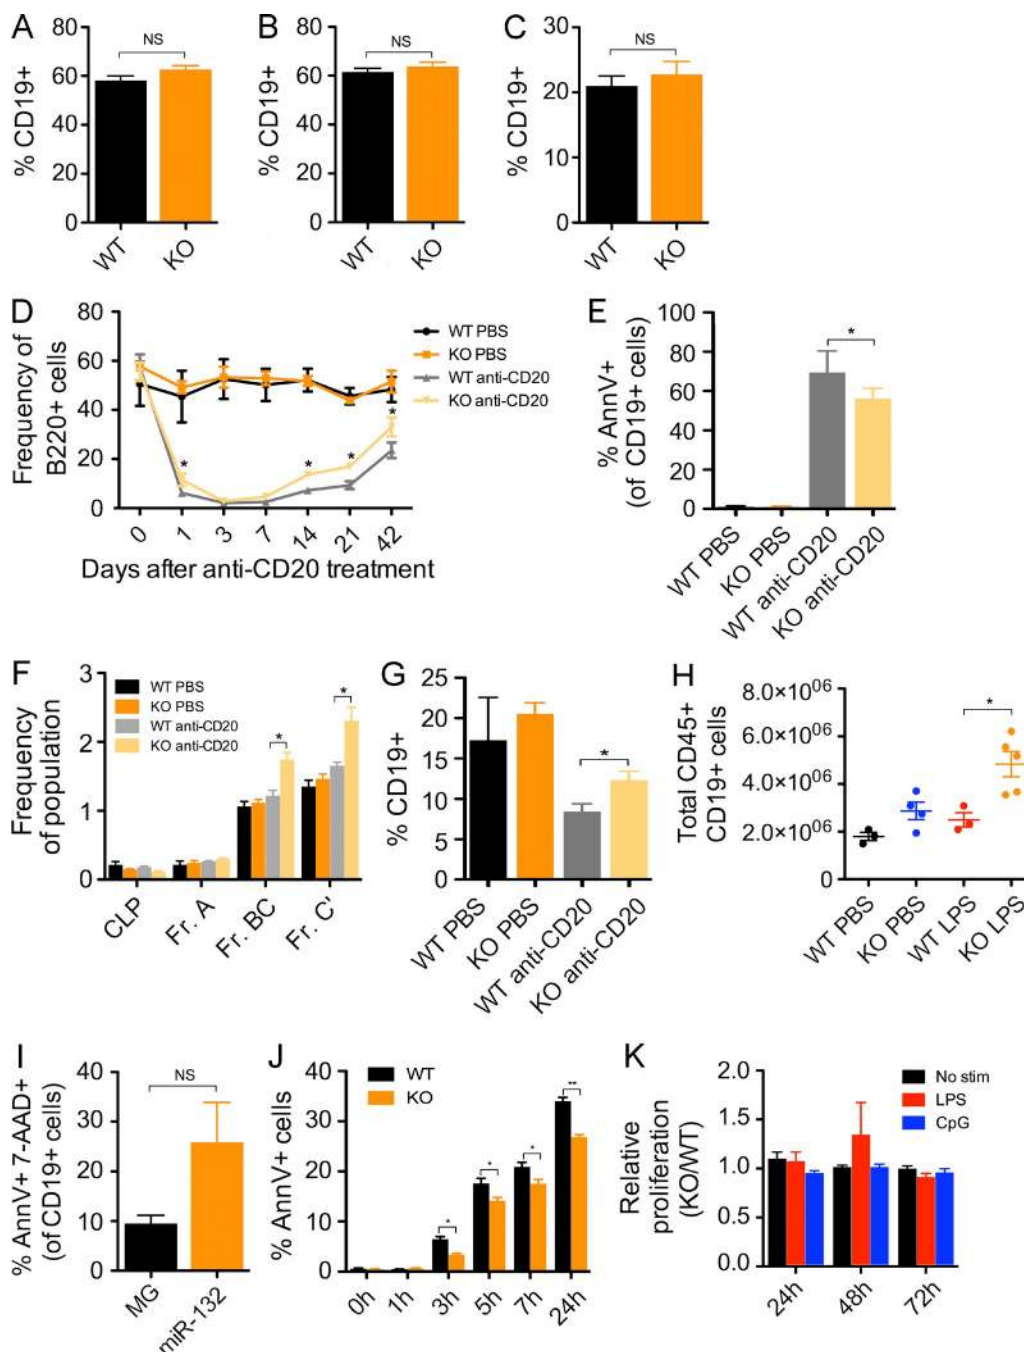 A
% CD19+
80
60
40
20
0
NS
WT
KO
B
% CD19+
80
60
40
20
0
NS
WT
KO
C
% CD19+
30
20
10
0
NS
WT
KO
D
Frequency of
B220+ cells
80
60
40
20
0
WT PBS
KO PBS
WT anti-CD20
KO anti-CD20
*
*
*
*
0
1
3
7
14
21
42
Days after anti-CD20 treatment
E
% AnnV+
(of CD19+ cells)
100
80
60
40
20
0
*
WT PBS
KO PBS
WT anti-CD20
KO anti-CD20
F
Frequency
of population
3
2
1
0
WT PBS
KO PBS
WT anti-CD20
KO anti-CD20
*
*
CLP
Fr. A
Fr. BC
Fr. C'
G
% CD19+
25
20
15
10
5
0
*
WT PBS
KO PBS
WT anti-CD20
KO anti-CD20
H
Total CD45+
CD19+ cells
8.0×10⁰⁶
6.0×10⁰⁶
4.0×10⁰⁶
2.0×10⁰⁶
0
*
WT PBS
KO PBS
WT LPS
KO LPS
I
% AnnV+ 7-AAD+
(of CD19+ cells)
40
30
20
10
0
NS
MG
miR-132
J
% AnnV+ cells
40
30
20
10
0
WT
KO
*
*
*
**
0h
1h
3h
5h
7h
24h
K
Relative
proliferation
(KO/WT)
2.0
1.5
1.0
0.5
0.0
No stim
LPS
CpG
24h
48h
72h